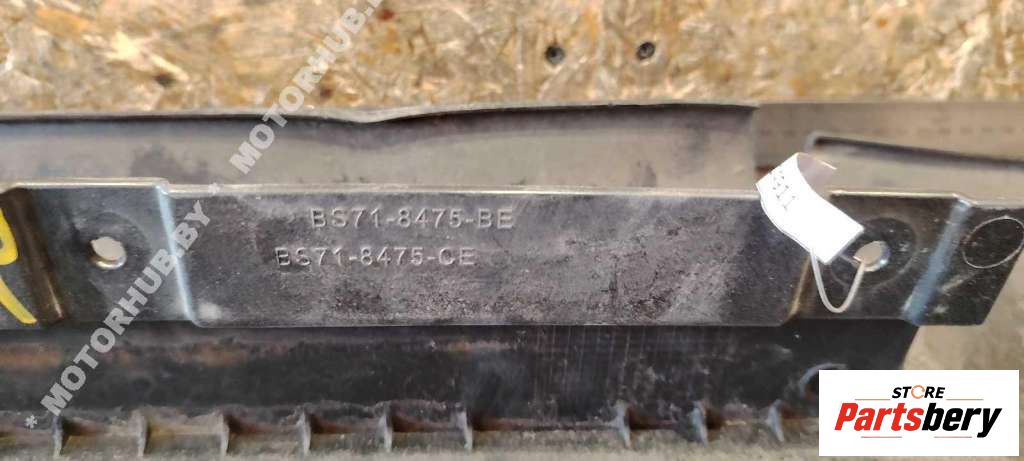 BS71-8475-BE
BS71-8475-CE
* MOTORHUB.BY * MOTORHUB.BY
STORE
Partsbery